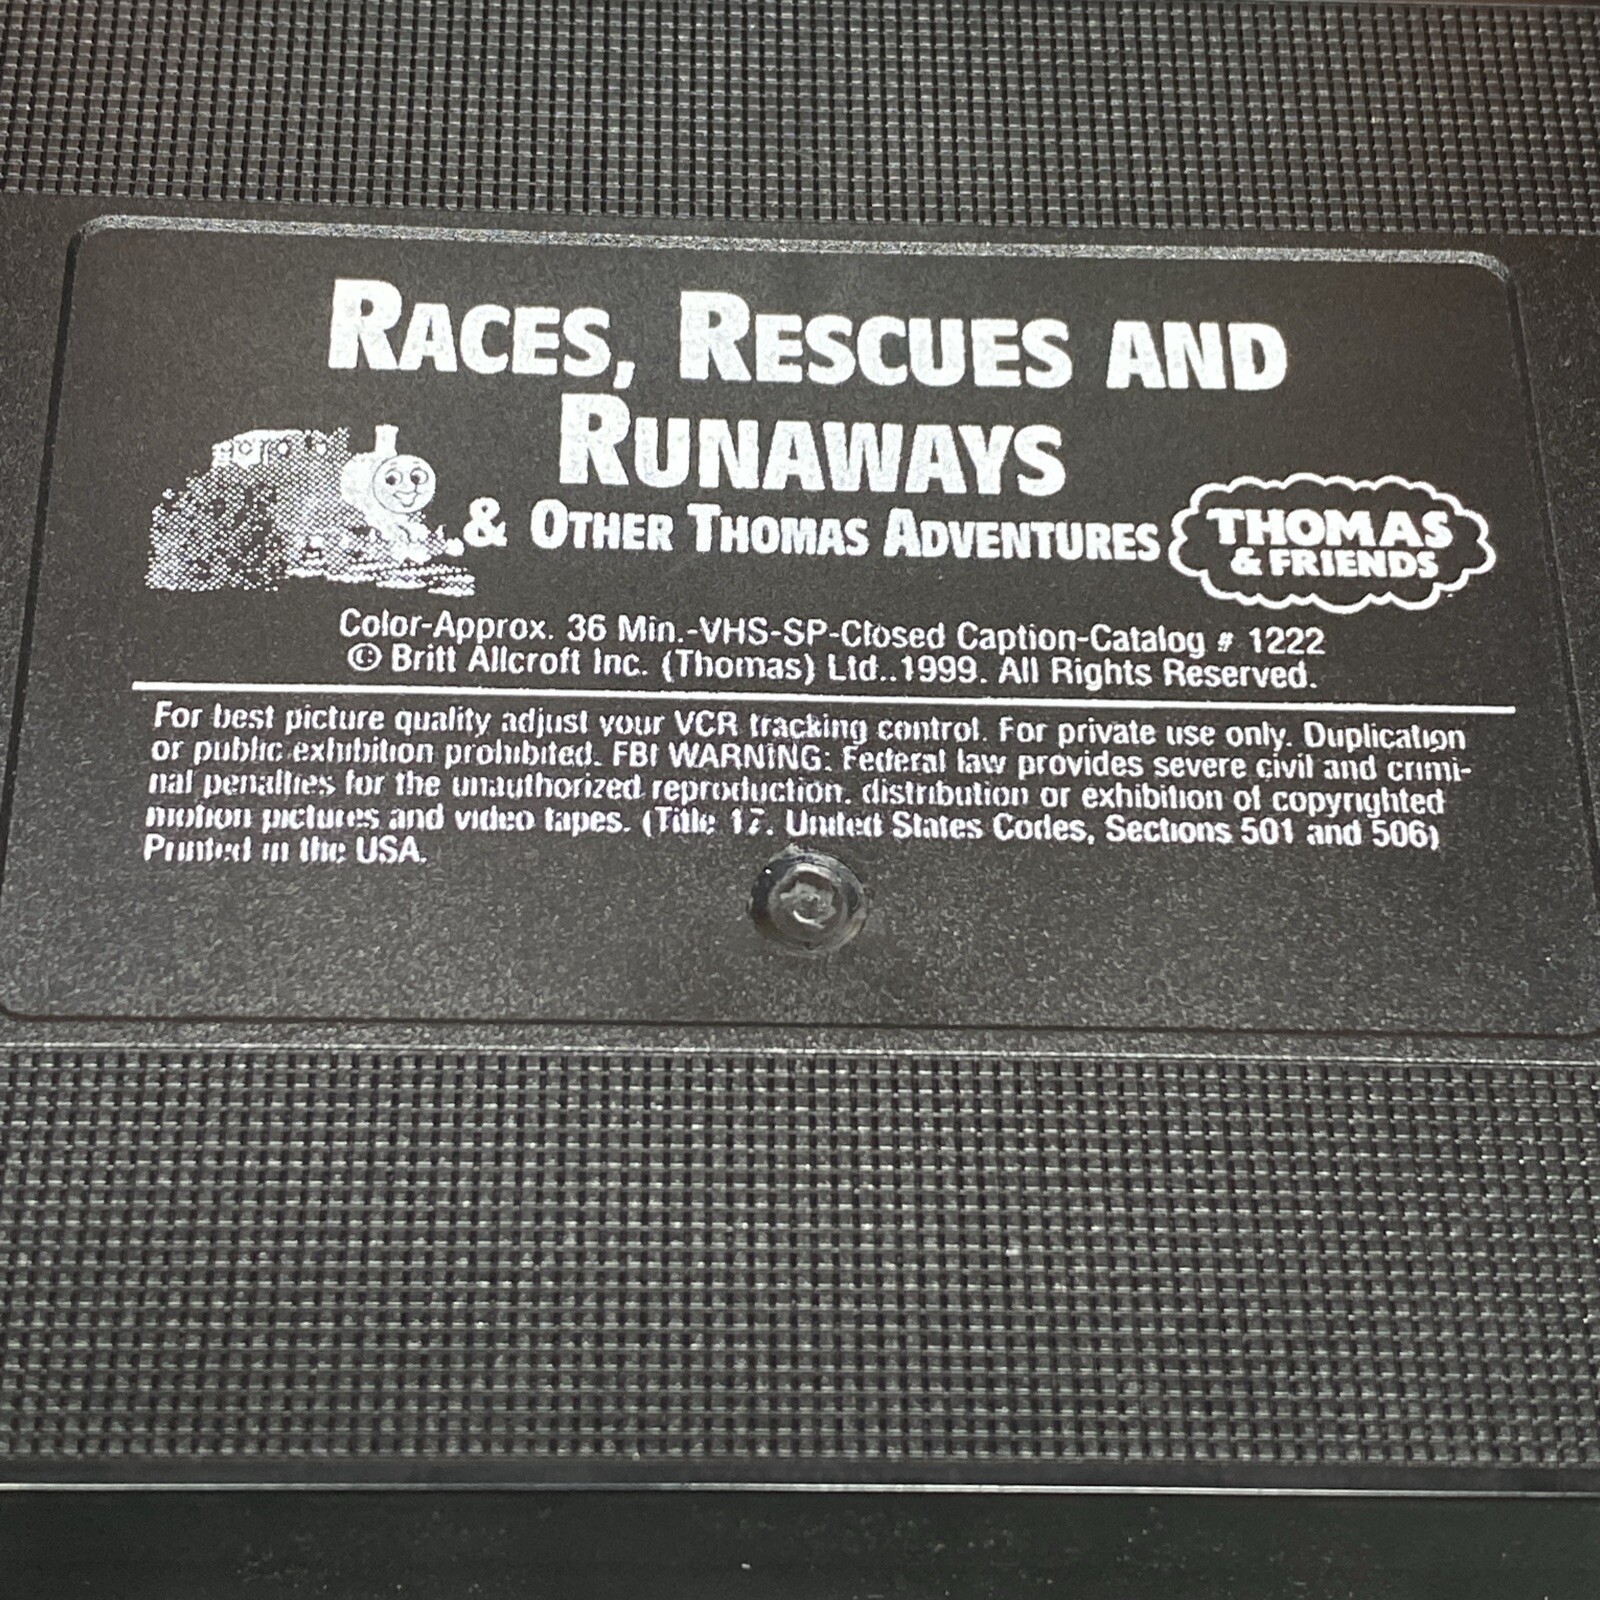 RACES, RESCUES AND
RUNAWAYS
& OTHER THOMAS ADVENTURES
THOMAS
& FRIENDS
Color-Approx. 36 Min.-VHS-SP-Closed Caption-Catalog # 1222
© Britt Allcroft Inc. (Thomas) Ltd..1999. All Rights Reserved.
For best picture quality adjust your VCR tracking control. For private use only. Duplication
or public exhibition prohibited. FBI WARNING: Federal law provides severe civil and crimi-
nal penalties for the unauthorized reproduction. distribution or exhibition of copyrighted
motion pictures and video tapes. (Title 17. United States Codes, Sections 501 and 506)
Printed in the USA.